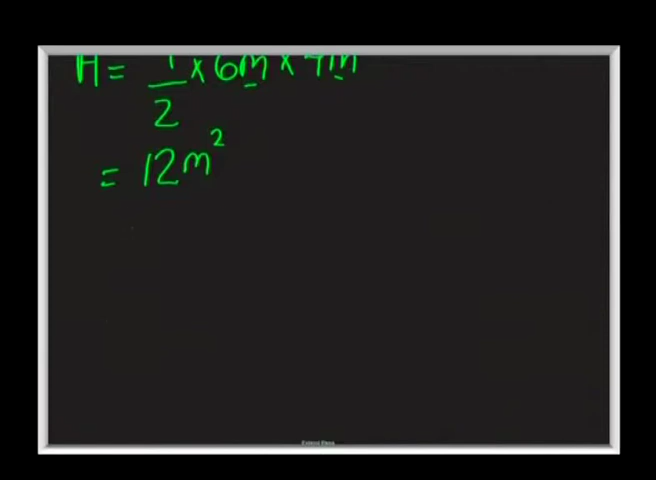 A = 1/2 × 6m × 4m
= 12m²